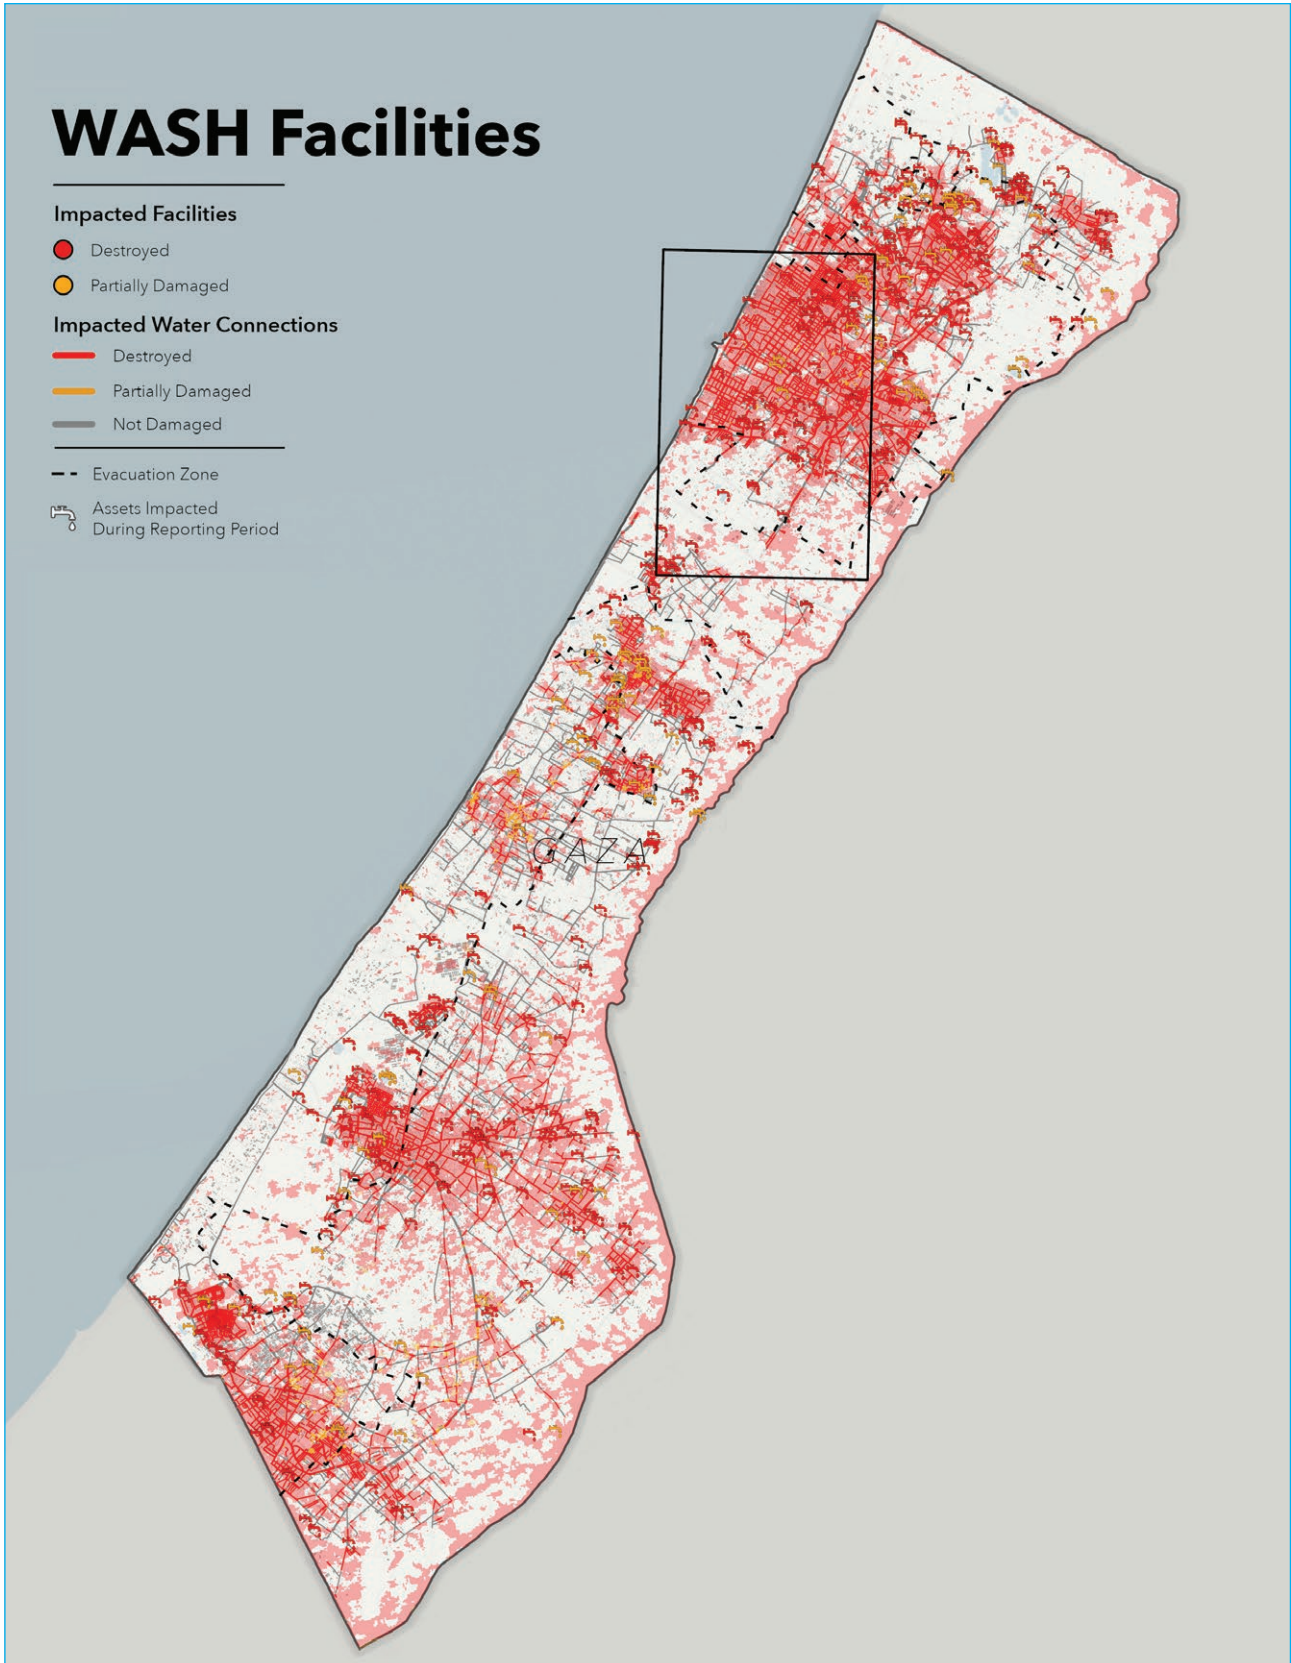 WASH Facilities
Impacted Facilities
Destroyed
Partially Damaged
Impacted Water Connections
Destroyed
Partially Damaged
Not Damaged
Evacuation Zone
Assets Impacted
During Reporting Period
GAZA